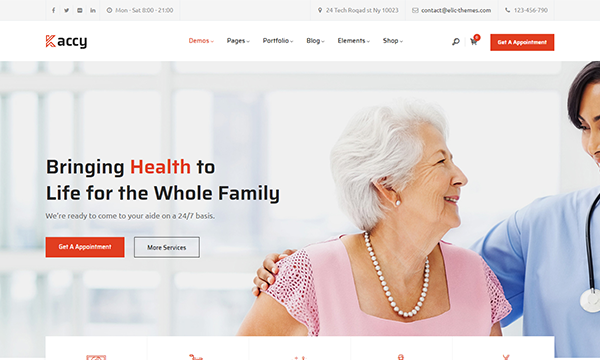 Mon - Sat 8:00 - 21:00
24 Tech Roqad st Ny 10023
contact@ellc-themes.com
123-456-790
Kaccy
Demos
Pages
Portfolio
Blog
Elements
Shop
0
Get A Appointment
Bringing Health to
Life for the Whole Family
We're ready to come to your aide on a 24/7 basis.
Get A Appointment
More Services